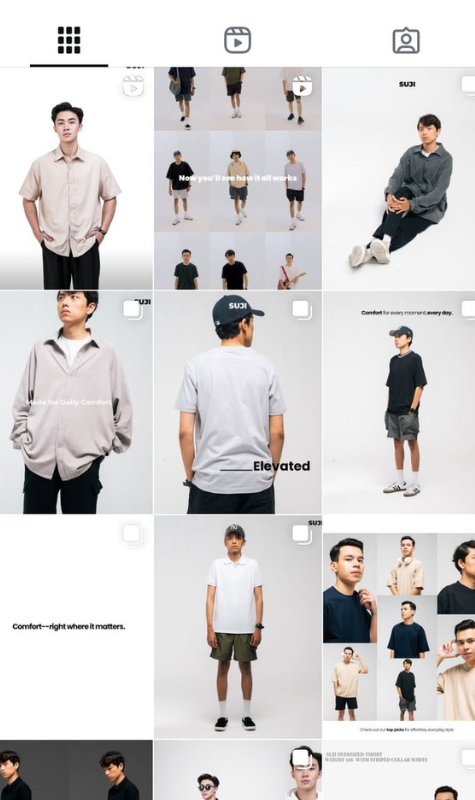 SUJI
Now you'll see how it all works
SUJI
SUJI
Made for Daily Comfort
SUJI
Elevated
Comfort for every moment, every day.
Comfort--right where it matters.
SUJI
Check out our top picks for effortless, everyday style
SUJI OVERSIZED TSHIRT
WEIGHT 16S WITH STRIPED COLLAR WHITE